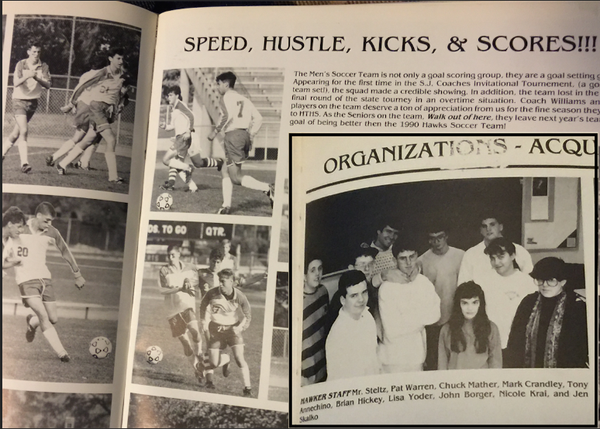 SPEED, HUSTLE, KICKS, & SCORES!!!
The Men's Soccer Team is not only a goal scoring group, they are a goal setting
Appearing for the first time in the S.J. Coaches Invitational Tournement, (a go
team set!), the squad made a credible showing. In addition, the team lost in the
final round of the state tourney in an overtime situation. Coach Williams an
players on the team deserve a ton of appreciation from us for the fine season they
to HTHS. As the Seniors on the team, Walk out of here, they leave next year's tea
goal of being better then the 1990 Hawks Soccer Team!
7
20
TO GO
QTR.
ORGANIZATIONS - ACQU
HAWKER STAFF Mr. Steltz, Pat Warren, Chuck Mather, Mark Crandley, Tony
Annechino, Brian Hickey, Lisa Yoder, John Borger, Nicole Krai, and Jen
Skalko